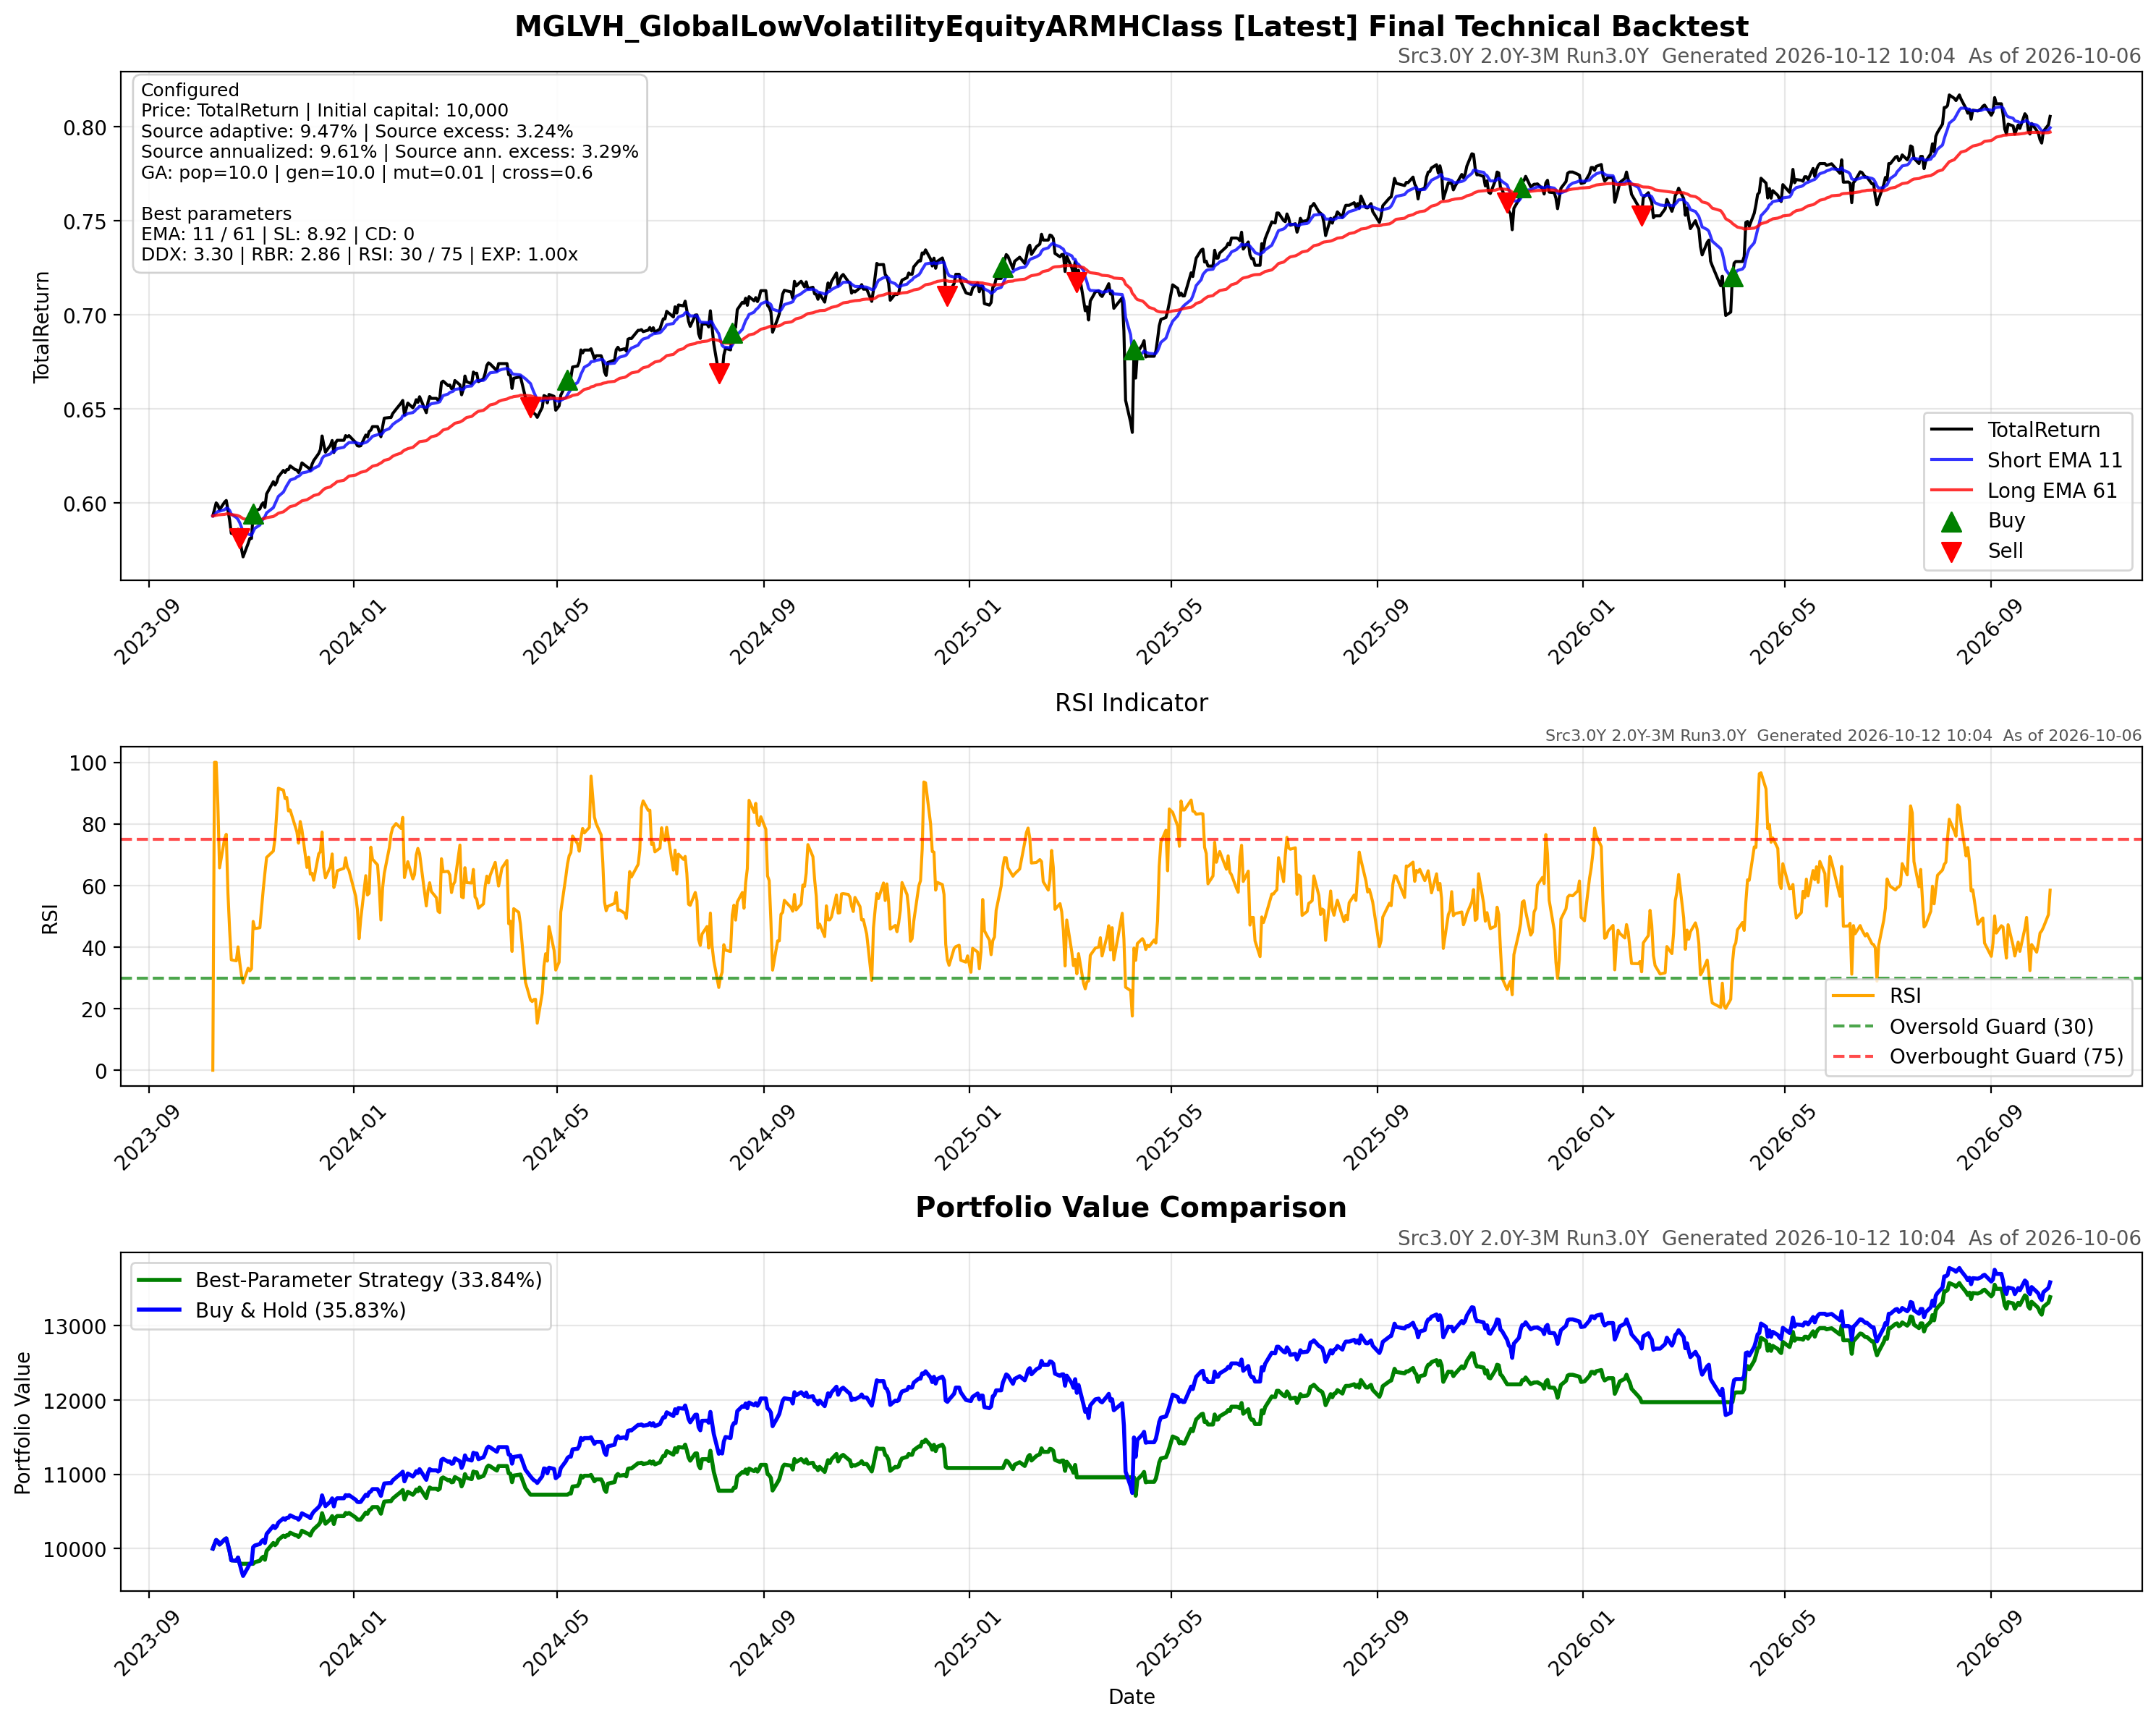 MGLVH_GlobalLowVolatilityEquityARMHClass [Latest] Final Technical Backtest
Src3.0Y 2.0Y-3M Run3.0Y  Generated 2026-10-12 10:04  As of 2026-10-06
Configured
Price: TotalReturn | Initial capital: 10,000
Source adaptive: 9.47% | Source excess: 3.24%
Source annualized: 9.61% | Source ann. excess: 3.29%
GA: pop=10.0 | gen=10.0 | mut=0.01 | cross=0.6
Best parameters
EMA: 11 / 61 | SL: 8.92 | CD: 0
DDX: 3.30 | RBR: 2.86 | RSI: 30 / 75 | EXP: 1.00x
TotalReturn
0.80
0.75
0.70
0.65
0.60
TotalReturn
Short EMA 11
Long EMA 61
Buy
Sell
2023-09
2024-01
2024-05
2024-09
2025-01
2025-05
2025-09
2026-01
2026-05
2026-09
RSI Indicator
Src3.0Y 2.0Y-3M Run3.0Y  Generated 2026-10-12 10:04  As of 2026-10-06
RSI
100
80
60
40
20
0
RSI
Oversold Guard (30)
Overbought Guard (75)
2023-09
2024-01
2024-05
2024-09
2025-01
2025-05
2025-09
2026-01
2026-05
2026-09
Portfolio Value Comparison
Src3.0Y 2.0Y-3M Run3.0Y  Generated 2026-10-12 10:04  As of 2026-10-06
Best-Parameter Strategy (33.84%)
Buy & Hold (35.83%)
Portfolio Value
13000
12000
11000
10000
2023-09
2024-01
2024-05
2024-09
2025-01
2025-05
2025-09
2026-01
2026-05
2026-09
Date